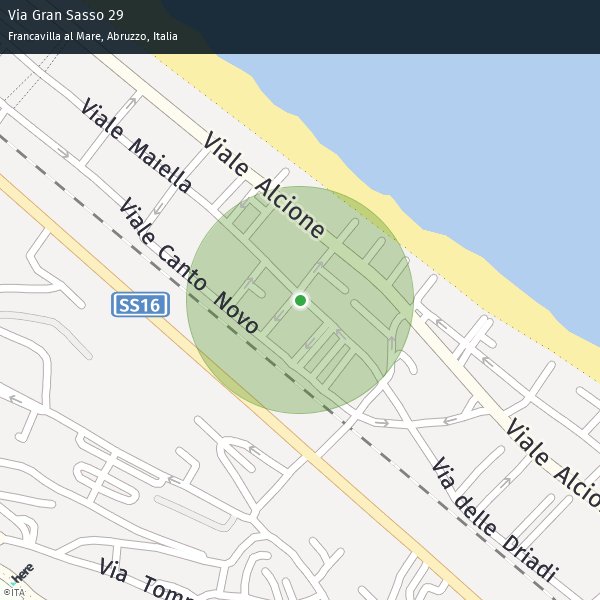 Via Gran Sasso 29
Francavilla al Mare, Abruzzo, Italia
Viale Maiella
Viale Alcione
Viale Canto Novo
SS16
Viale Alcio
Via delle Driadi
Via Tomm
here
©ITA